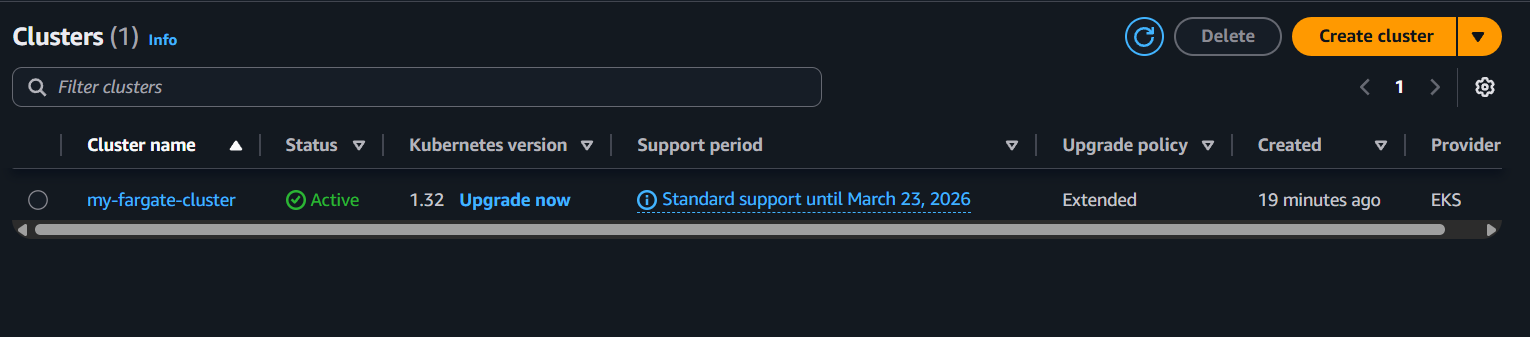 Clusters (1) Info
Delete
Create cluster
Filter clusters
1
Cluster name Status Kubernetes version Support period Upgrade policy Created Provider
my-fargate-cluster Active 1.32 Upgrade now Standard support until March 23, 2026 Extended 19 minutes ago EKS